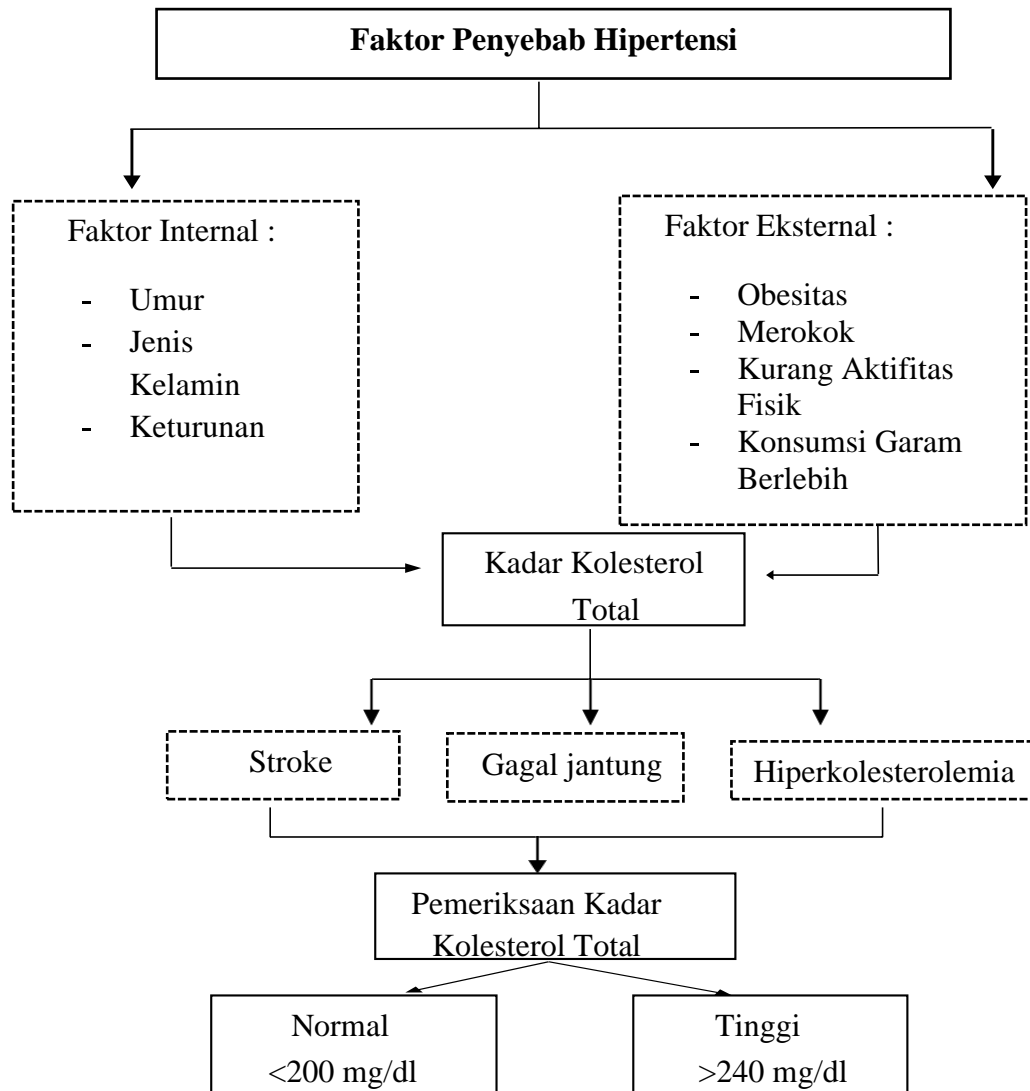 Faktor Penyebab Hipertensi
Faktor Internal :
- Umur
- Jenis
Kelamin
- Keturunan
Faktor Eksternal :
- Obesitas
- Merokok
- Kurang Aktifitas
Fisik
- Konsumsi Garam
Berlebih
Kadar Kolesterol
Total
Stroke
Gagal jantung
Hiperkolesterolemia
Pemeriksaan Kadar
Kolesterol Total
Normal
<200 mg/dl
Tinggi
>240 mg/dl